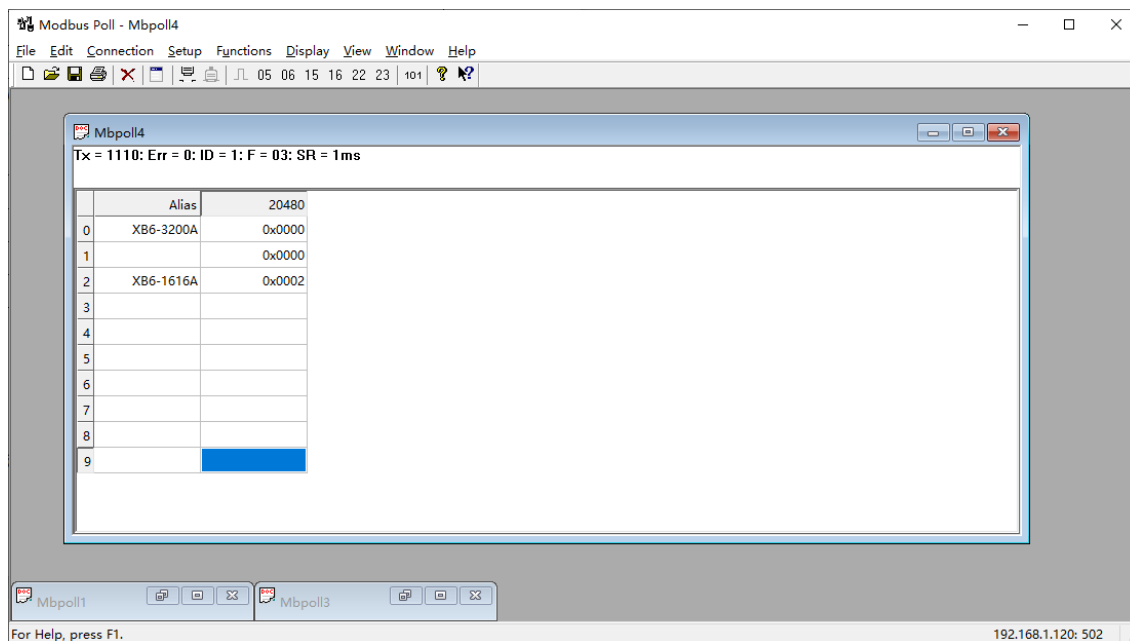 Modbus Poll - Mbpoll4
File Edit Connection Setup Functions Display View Window Help
05 06 15 16 22 23 101
Mbpoll4
Tx = 1110: Err = 0: ID = 1: F = 03: SR = 1ms
Alias 20480
0 XB6-3200A 0x0000
1 0x0000
2 XB6-1616A 0x0002
3
4
5
6
7
8
9
Mbpoll1 Mbpoll3
For Help, press F1. 192.168.1.120: 502